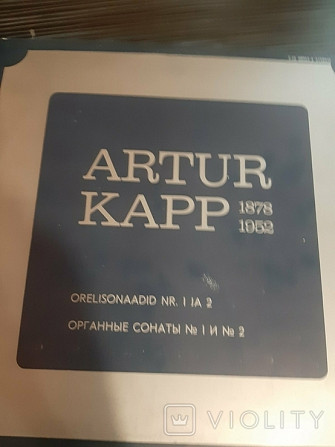 ARTUR
KAPP 1878
1952
ORELISONAADID NR. 1 JA 2
ОРГАННЫЕ СОНАТЫ № 1 И № 2
VIOLITY